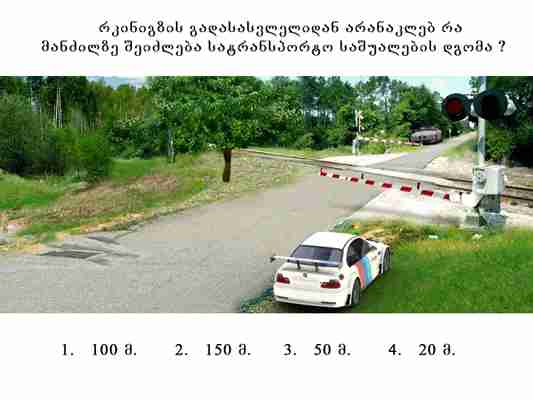 რკინიგზის გადასასვლელიდან არანაკლებ რა
მანძილზე შეიძლება სატრანსპორტო საშუალების დგომა ?
1. 100 მ. 2. 150 მ. 3. 50 მ. 4. 20 მ.